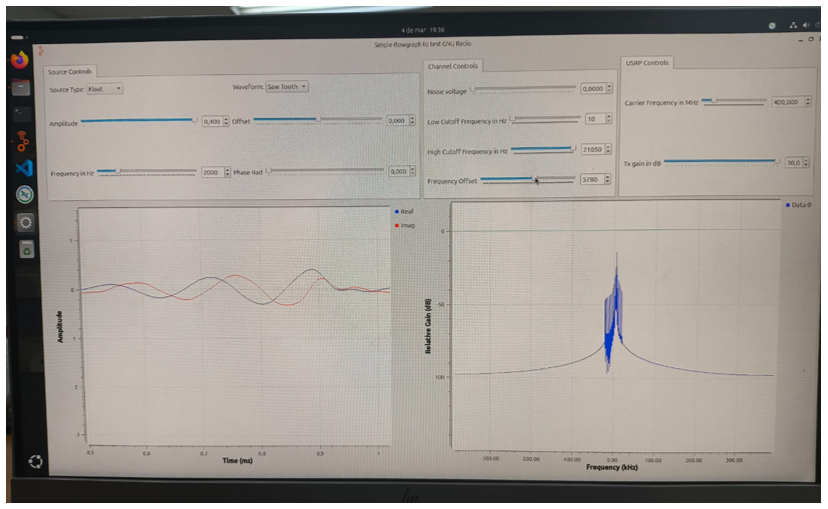 4 de mar 19:36
Simple flowgraph to test GNU Radio
Source Controls
Source Type: Float
Waveform: Saw Tooth
Amplitude 0,400 Offset 0,000
Frequency in Hz 2000 Phase Rad 0,000
Channel Controls
Noise voltage 0,0000
Low Cutoff Frequency in Hz 10
High Cutoff Frequency in Hz 21050
Frequency Offset 5780
USRP Controls
Carrier Frequency in MHz 400,000
Tx gain in dB 30,0
Real
Imag
Amplitude
1
0
1
2
3
0,5 0,6 0,7 0,8 0,9 1
Time (ms)
Data 0
Relative Gain (dB)
0
-50
100
-200.00 -100.00 0.00 100.00 200.00 300.00
Frequency (kHz)
hp